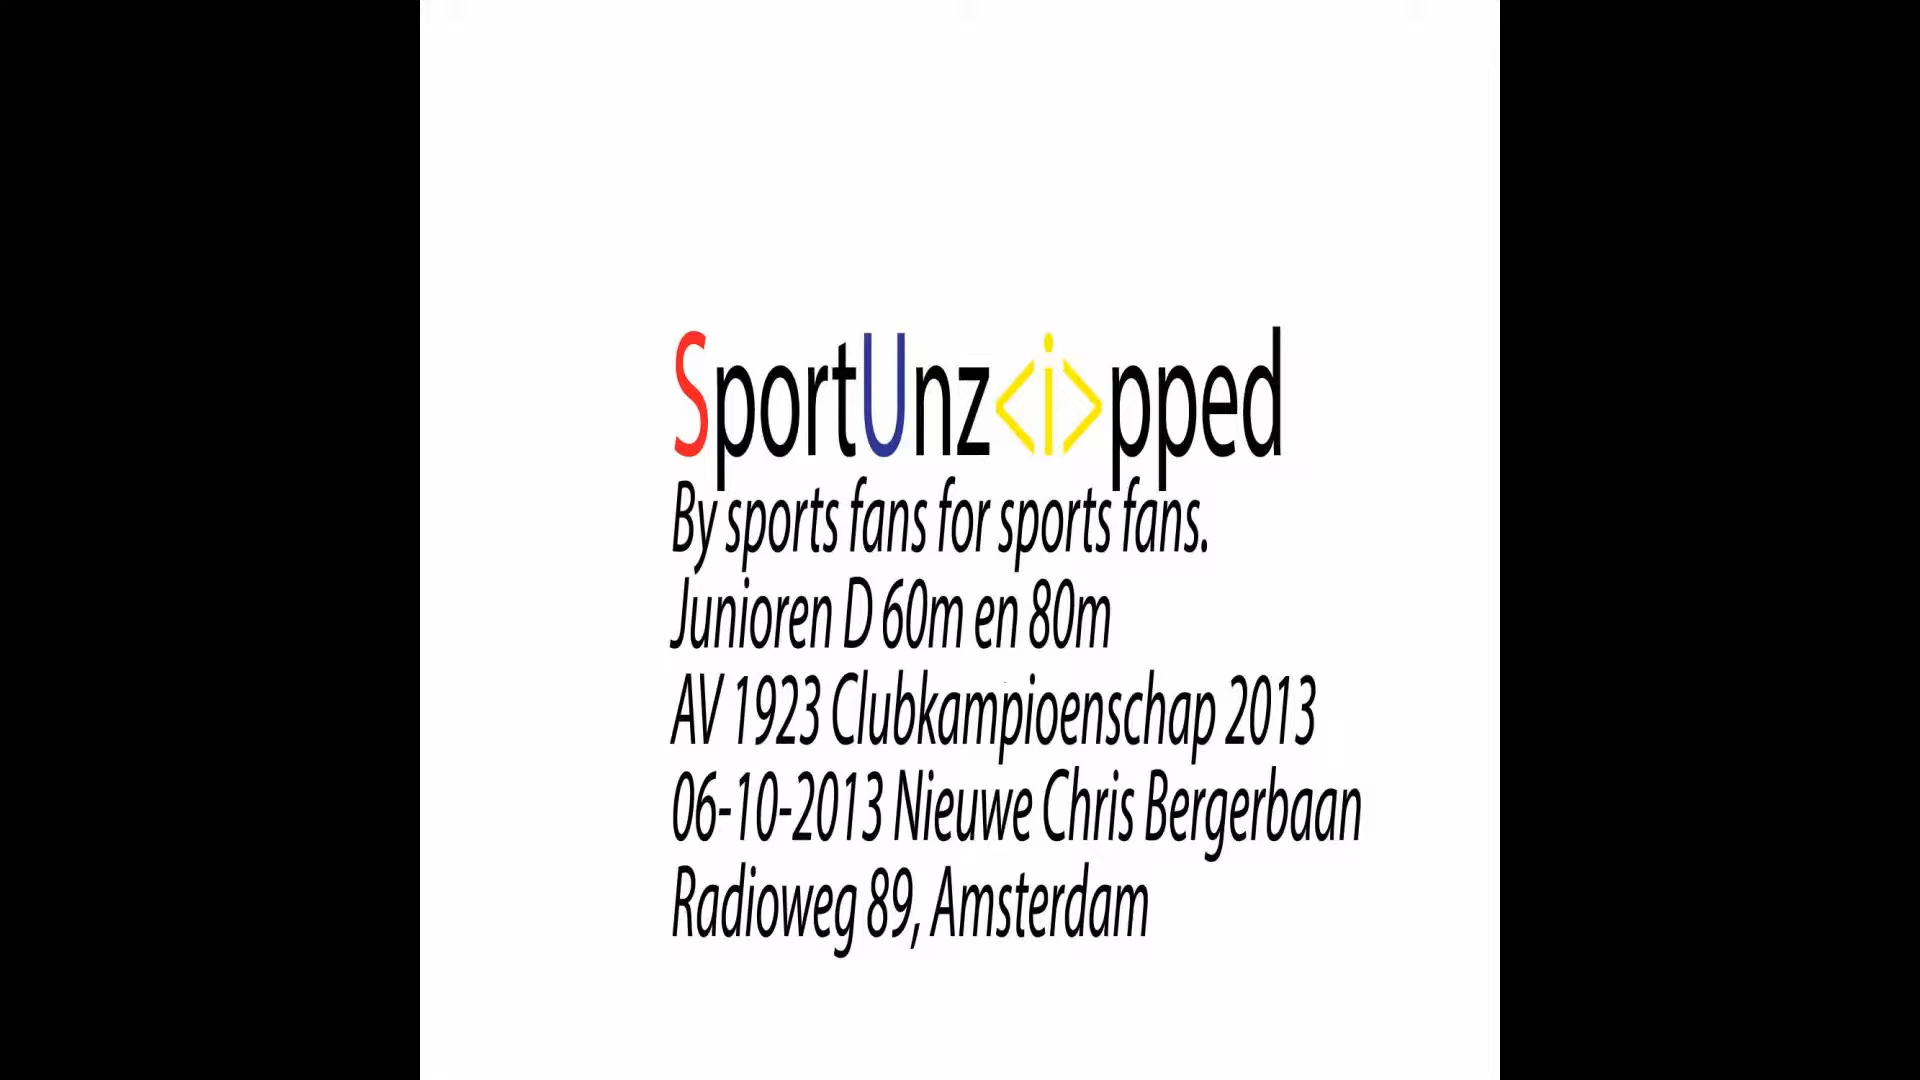 SportUnz<i>pped
By sports fans for sports fans.
Junioren D 60m en 80m
AV 1923 Clubkampioenschap 2013
06-10-2013 Nieuwe Chris Bergerbaan
Radioweg 89, Amsterdam